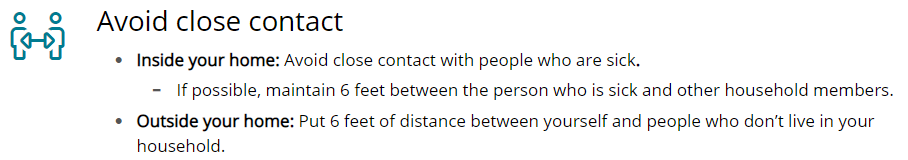 Avoid close contact
• Inside your home: Avoid close contact with people who are sick.
– If possible, maintain 6 feet between the person who is sick and other household members.
• Outside your home: Put 6 feet of distance between yourself and people who don’t live in your
household.